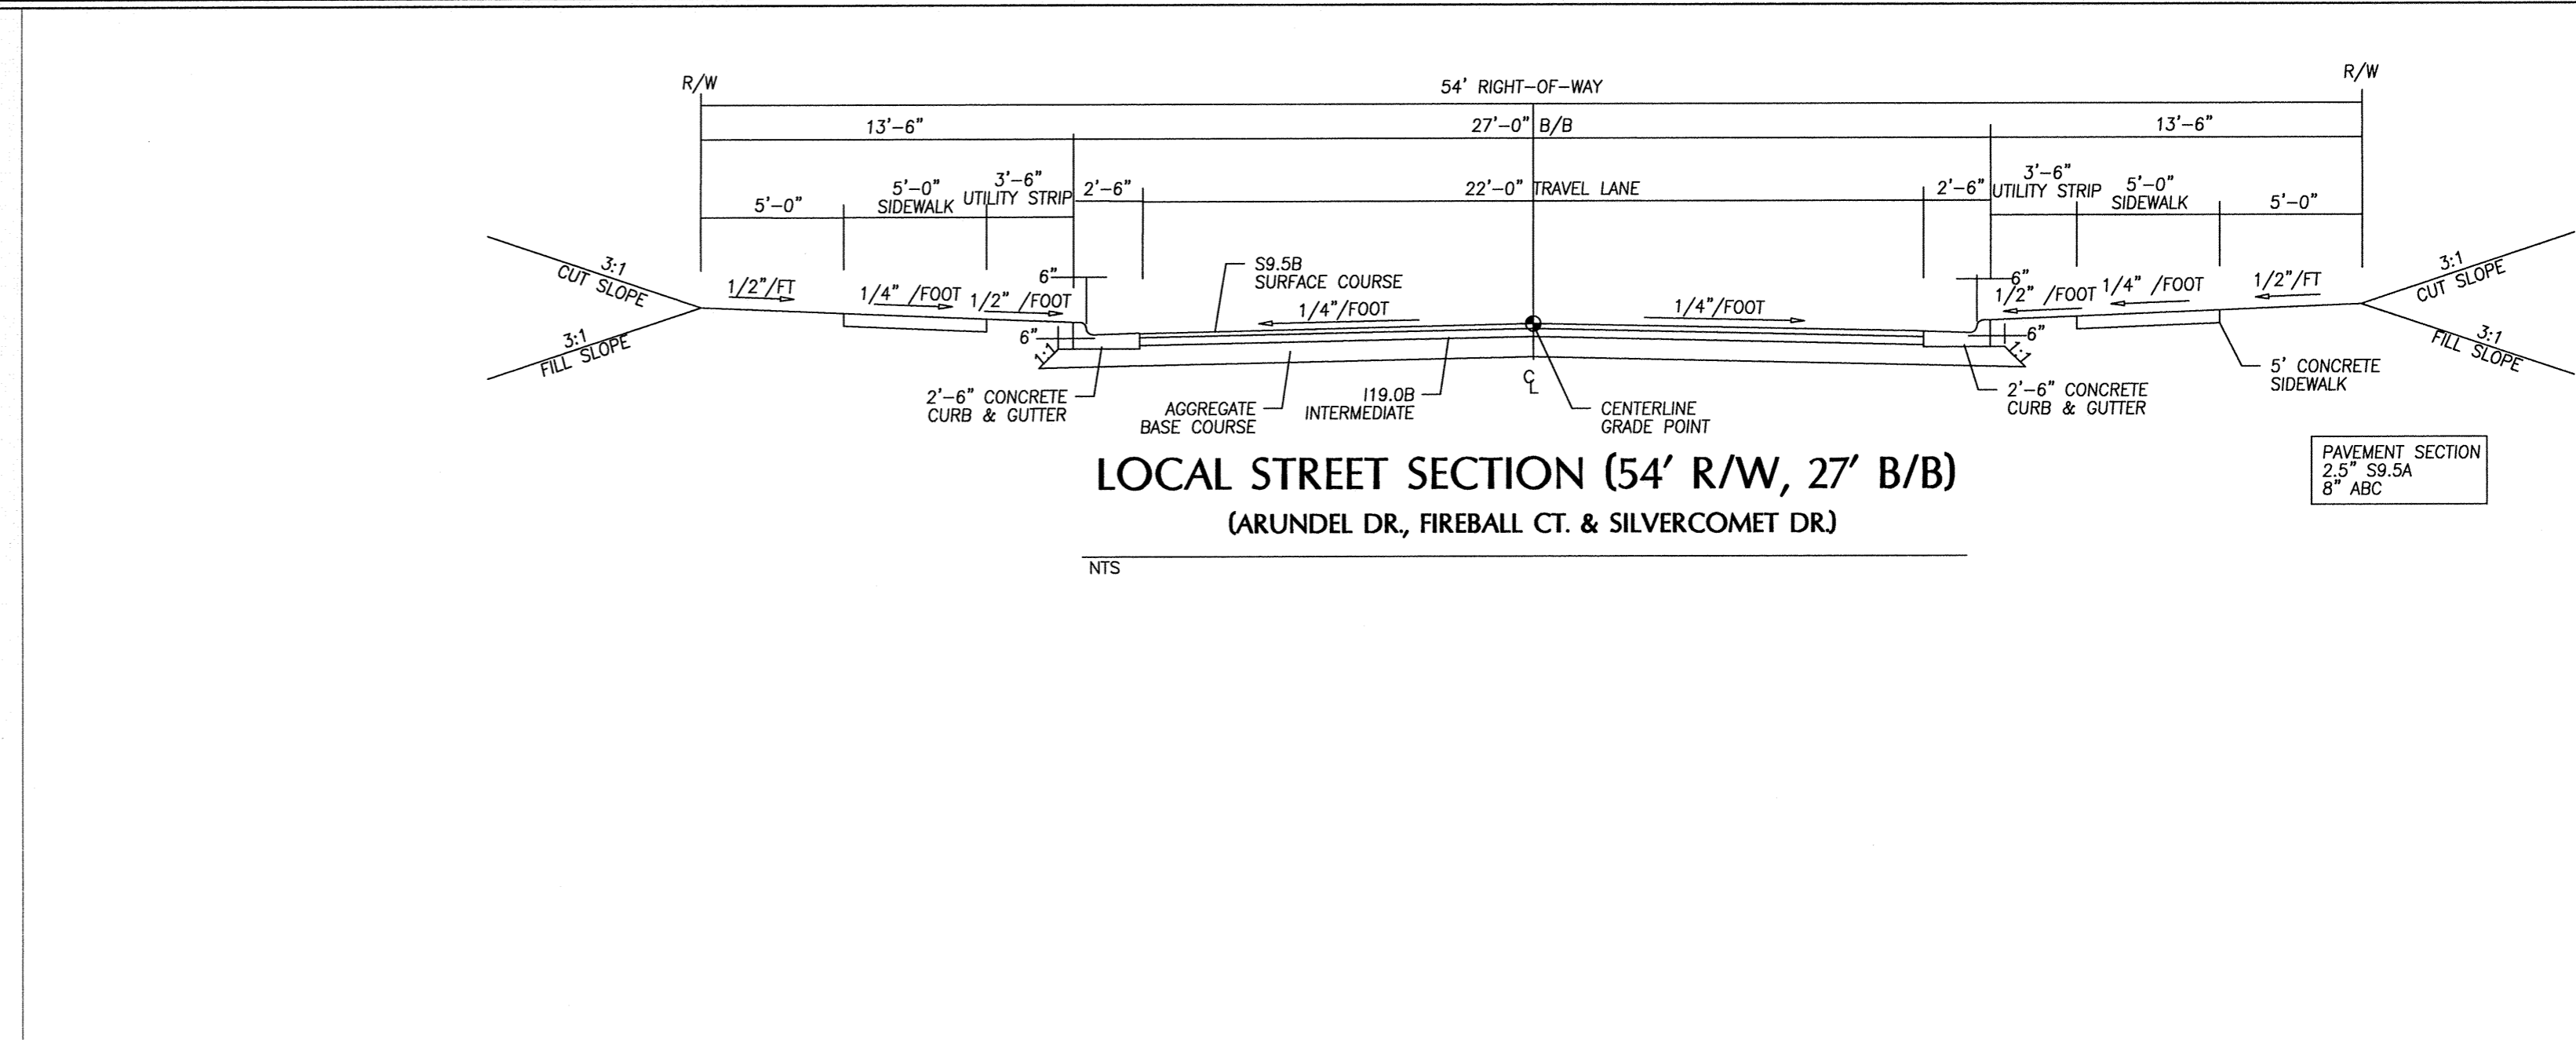 R/W
54' RIGHT-OF-WAY
R/W
13'-6"
27'-0" B/B
13'-6"
5'-0"
5'-0"
SIDEWALK
3'-6"
UTILITY STRIP
2'-6"
22'-0" TRAVEL LANE
2'-6"
3'-6"
UTILITY STRIP
5'-0"
SIDEWALK
5'-0"
3:1
CUT SLOPE
3:1
FILL SLOPE
1/2"/FT
1/4" /FOOT
1/2" /FOOT
6"
6"
1:1
S9.5B
SURFACE COURSE
1/4"/FOOT
1/4"/FOOT
6"
1/2" /FOOT
1/4" /FOOT
1/2"/FT
6"
1:1
3:1
CUT SLOPE
3:1
FILL SLOPE
2'-6" CONCRETE
CURB & GUTTER
AGGREGATE
BASE COURSE
I19.0B
INTERMEDIATE
CL
CENTERLINE
GRADE POINT
2'-6" CONCRETE
CURB & GUTTER
5' CONCRETE
SIDEWALK
LOCAL STREET SECTION (54' R/W, 27' B/B)
(ARUNDEL DR., FIREBALL CT. & SILVERCOMET DR.)
NTS
PAVEMENT SECTION
2.5" S9.5A
8" ABC